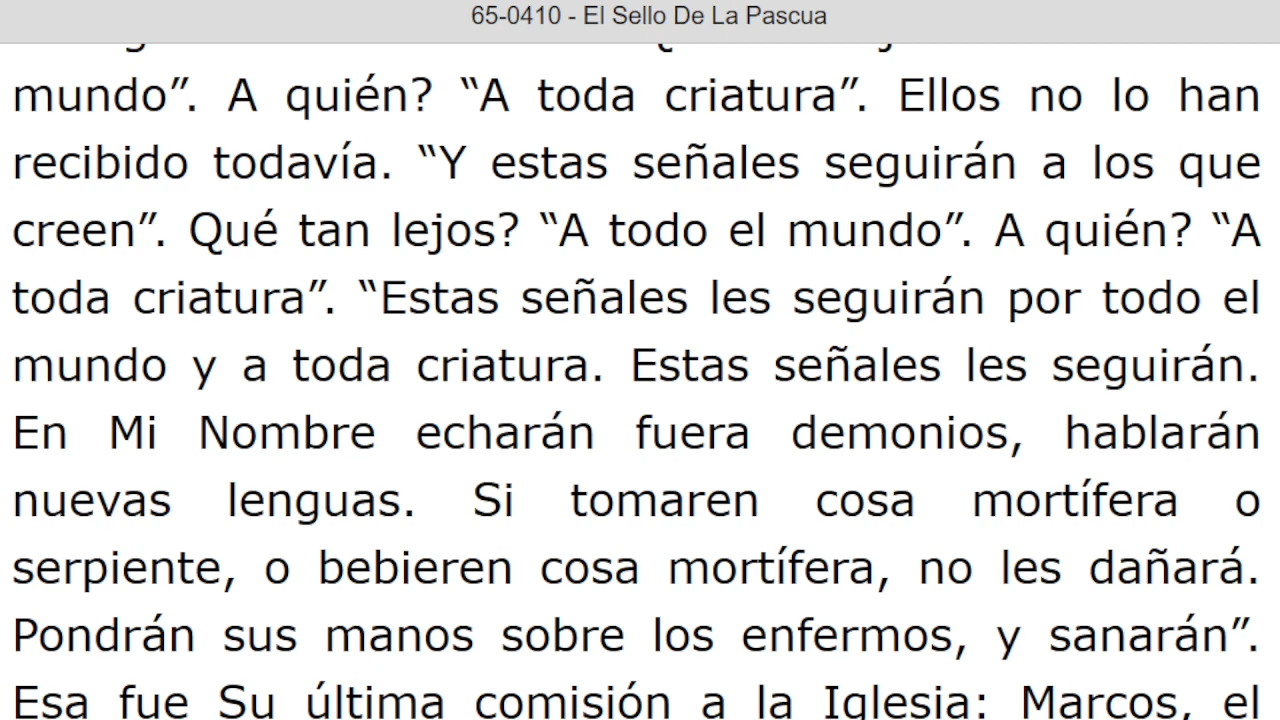 65-0410 - El Sello De La Pascua
mundo”. A quién? “A toda criatura”. Ellos no lo han
recibido todavía. “Y estas señales seguirán a los que
creen”. Qué tan lejos? “A todo el mundo”. A quién? “A
toda criatura”. “Estas señales les seguirán por todo el
mundo y a toda criatura. Estas señales les seguirán.
En Mi Nombre echarán fuera demonios, hablarán
nuevas lenguas. Si tomaren cosa mortífera o
serpiente, o bebieren cosa mortífera, no les dañará.
Pondrán sus manos sobre los enfermos, y sanarán”.
Esa fue Su última comisión a la Iglesia: Marcos, el